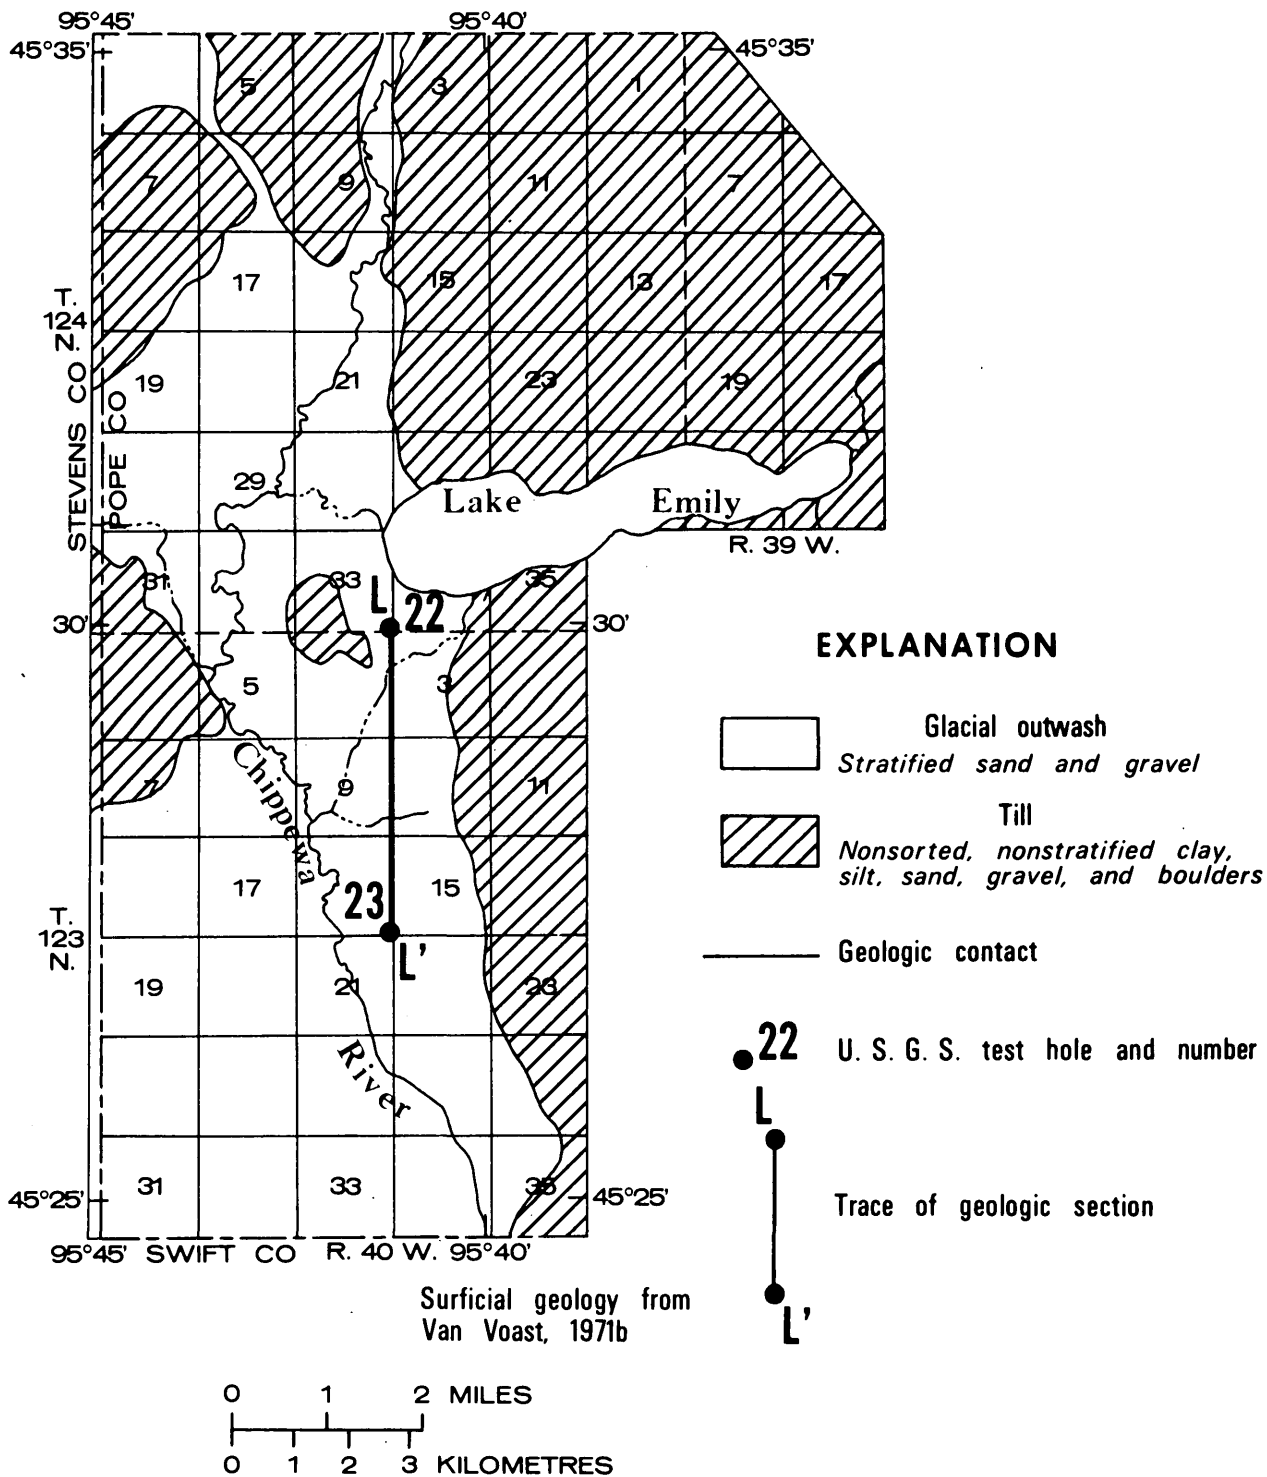 95°45' 95°40'
45°35' 45°35'
5 3 1
7 9 11 7
17 15 13 17
T.
124
N.
19 21 23 19
STEVENS CO
POPE CO
29
Lake Emily
R. 39 W.
31 33 35
L 22
30' 30'
5 3
Chippewa
7 9 11
17 23 15
T.
123
N.
L'
19 21 23
River
31 33 35
45°25' 45°25'
95°45' SWIFT CO R. 40 W. 95°40'
EXPLANATION
Glacial outwash
Stratified sand and gravel
Till
Nonsorted, nonstratified clay,
silt, sand, gravel, and boulders
Geologic contact
22 U. S. G. S. test hole and number
L
Trace of geologic section
L'
Surficial geology from
Van Voast, 1971b
0 1 2 MILES
0 1 2 3 KILOMETRES